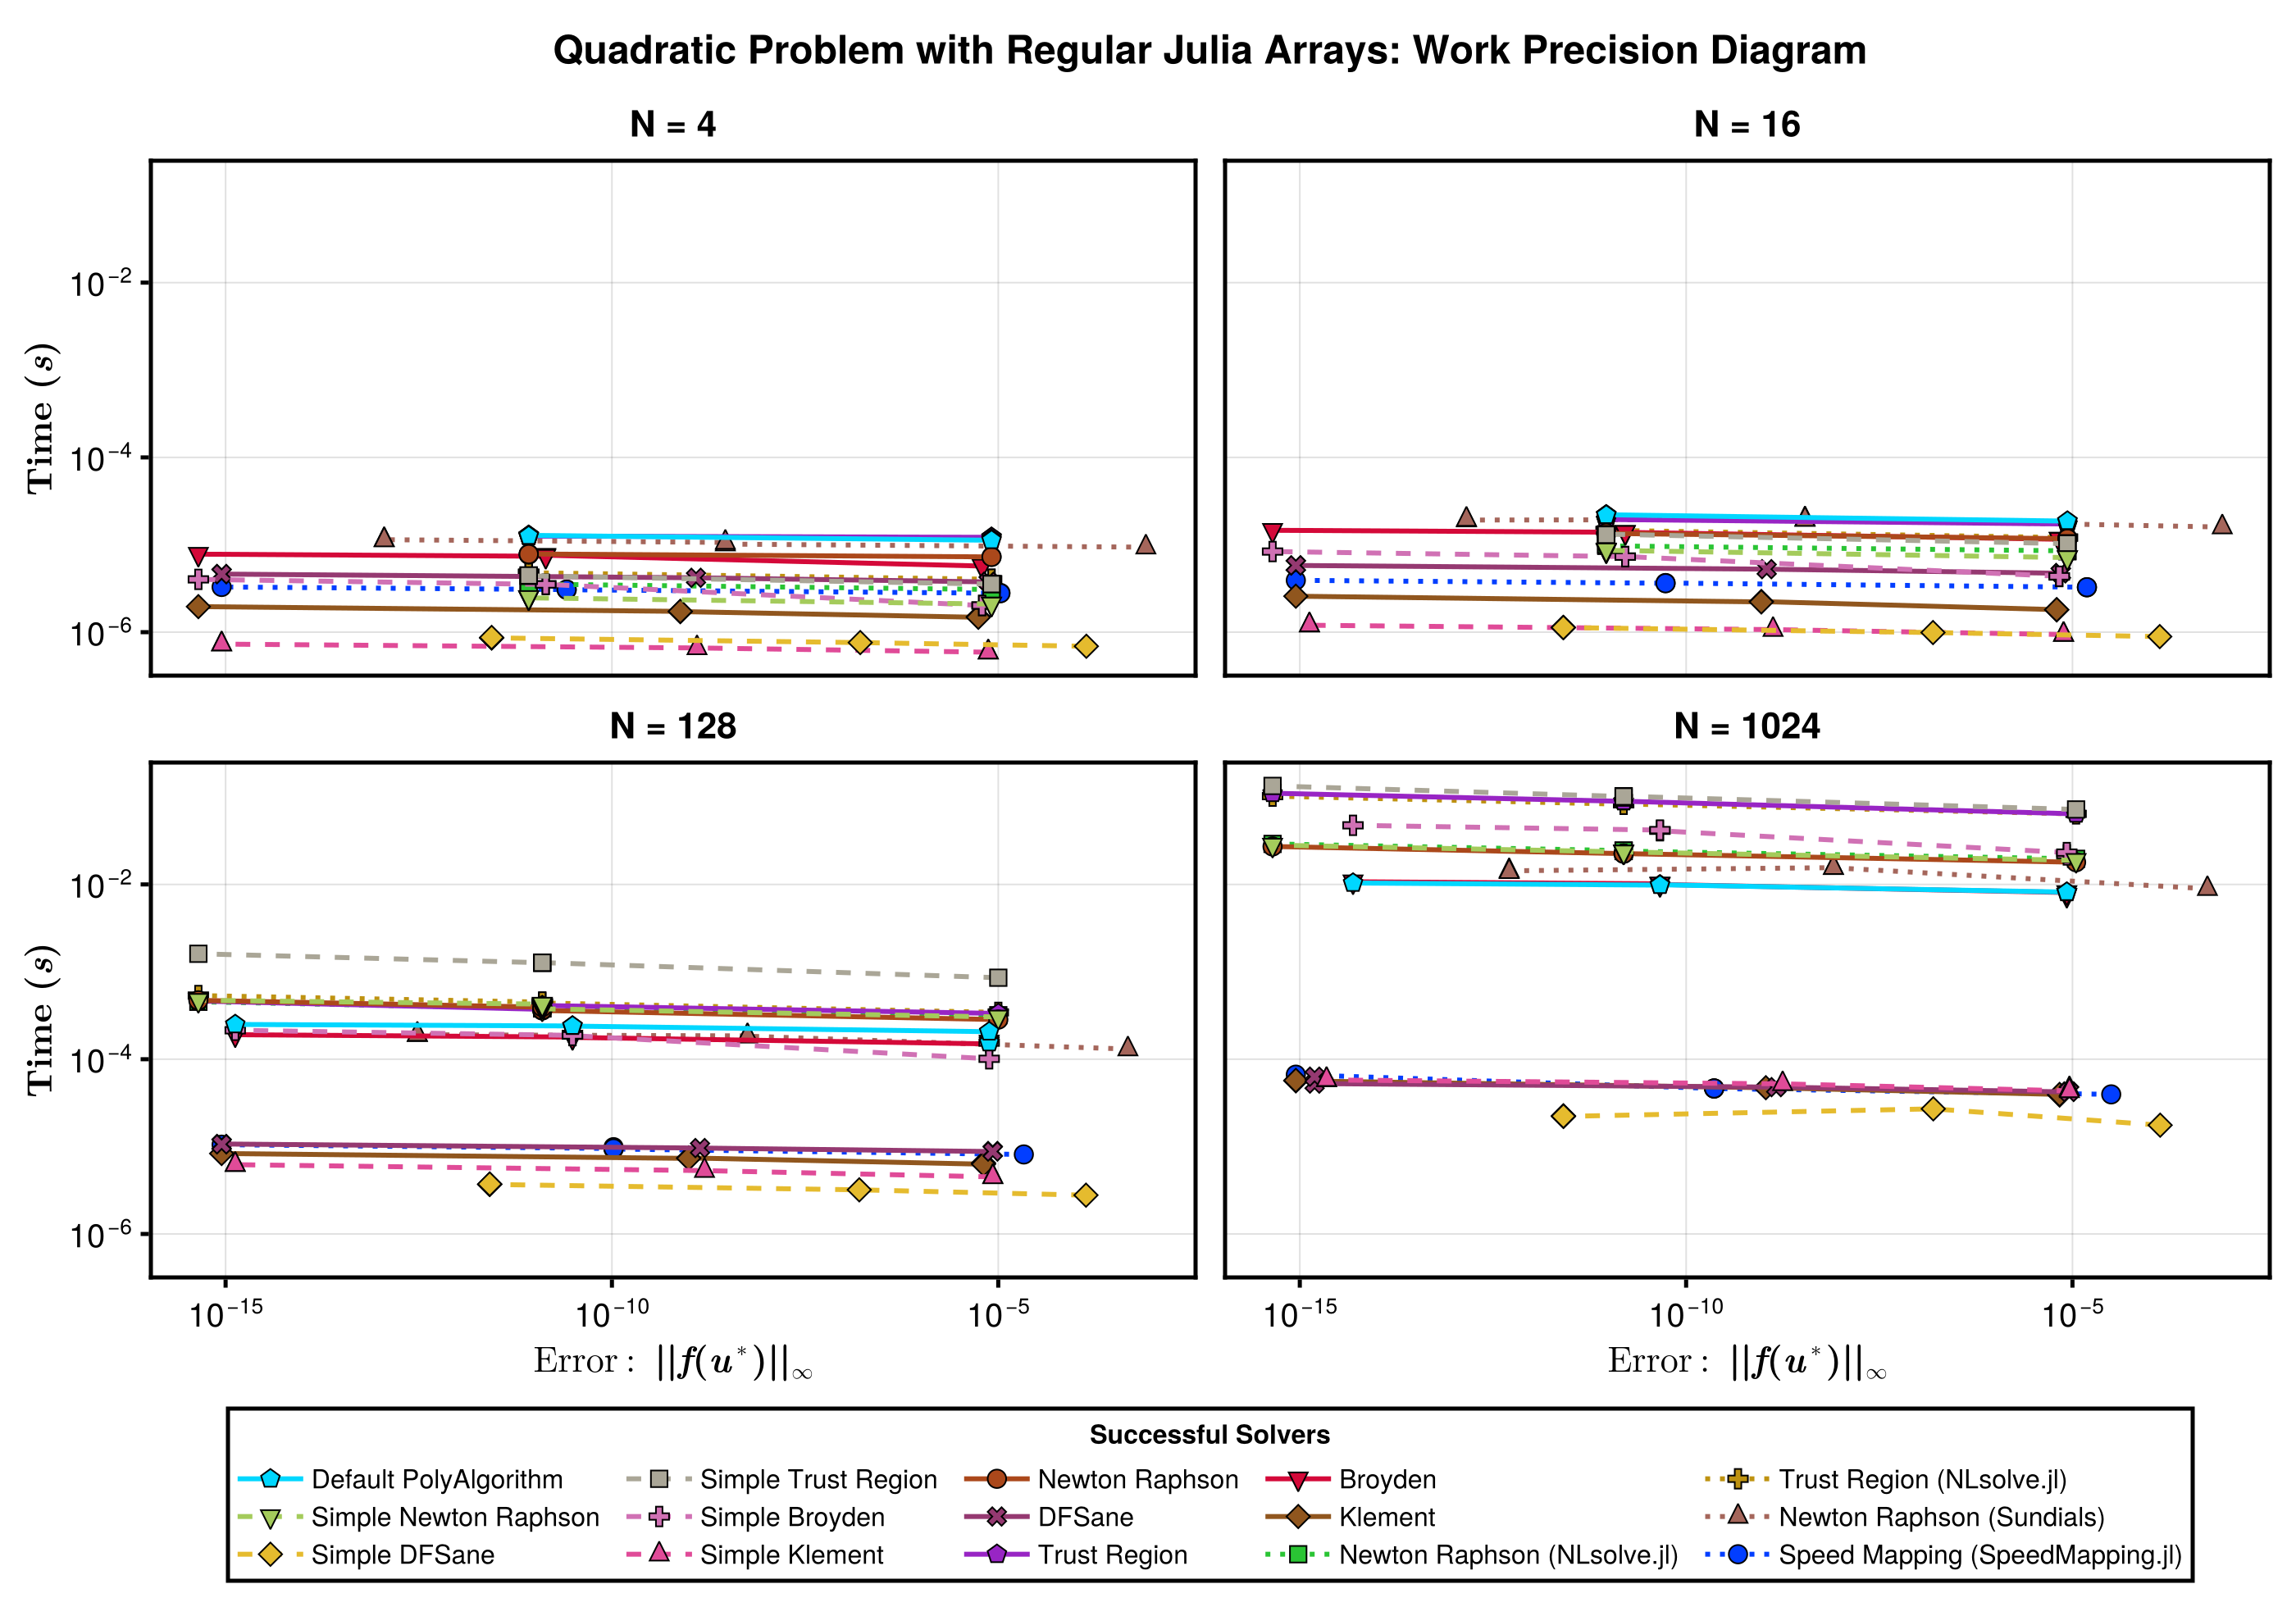 Quadratic Problem with Regular Julia Arrays: Work Precision Diagram
N = 4
N = 16
10⁻²
10⁻⁴
10⁻⁶
Time (s)
N = 128
N = 1024
10⁻²
10⁻⁴
10⁻⁶
Time (s)
10⁻¹⁵ 10⁻¹⁰ 10⁻⁵
10⁻¹⁵ 10⁻¹⁰ 10⁻⁵
Error: ||f(u*)||∞
Error: ||f(u*)||∞
Successful Solvers
Default PolyAlgorithm Simple Trust Region Newton Raphson Broyden Trust Region (NLsolve.jl)
Simple Newton Raphson Simple Broyden DFSane Klement Newton Raphson (Sundials)
Simple DFSane Simple Klement Trust Region Newton Raphson (NLsolve.jl) Speed Mapping (SpeedMapping.jl)